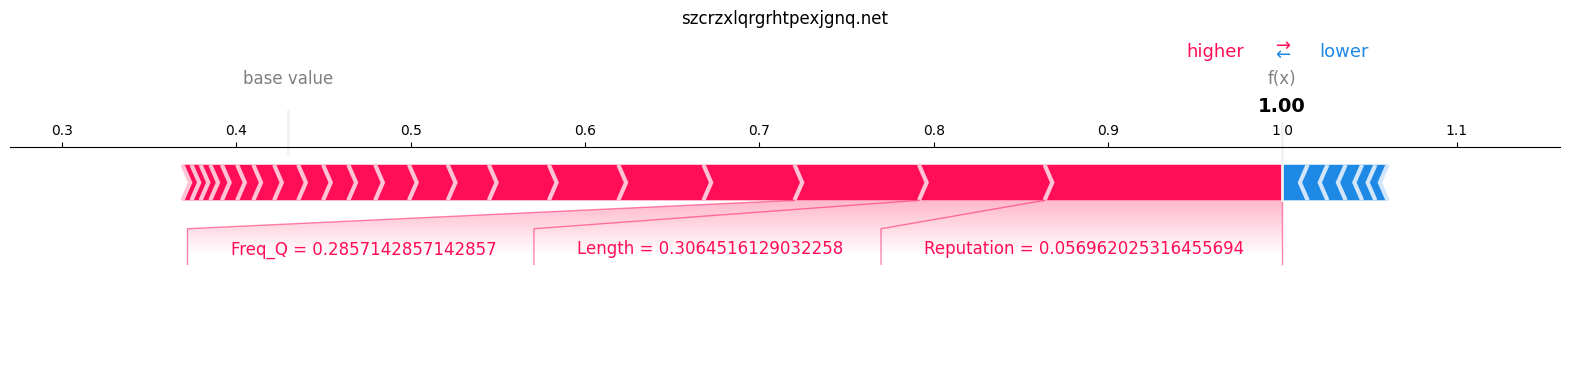 szcrzxlqrgrhtpexjgnq.net
higher ⇄ lower
base value f(x)
1.00
0.3 0.4 0.5 0.6 0.7 0.8 0.9 1.0 1.1
Freq_Q = 0.2857142857142857 Length = 0.3064516129032258 Reputation = 0.056962025316455694